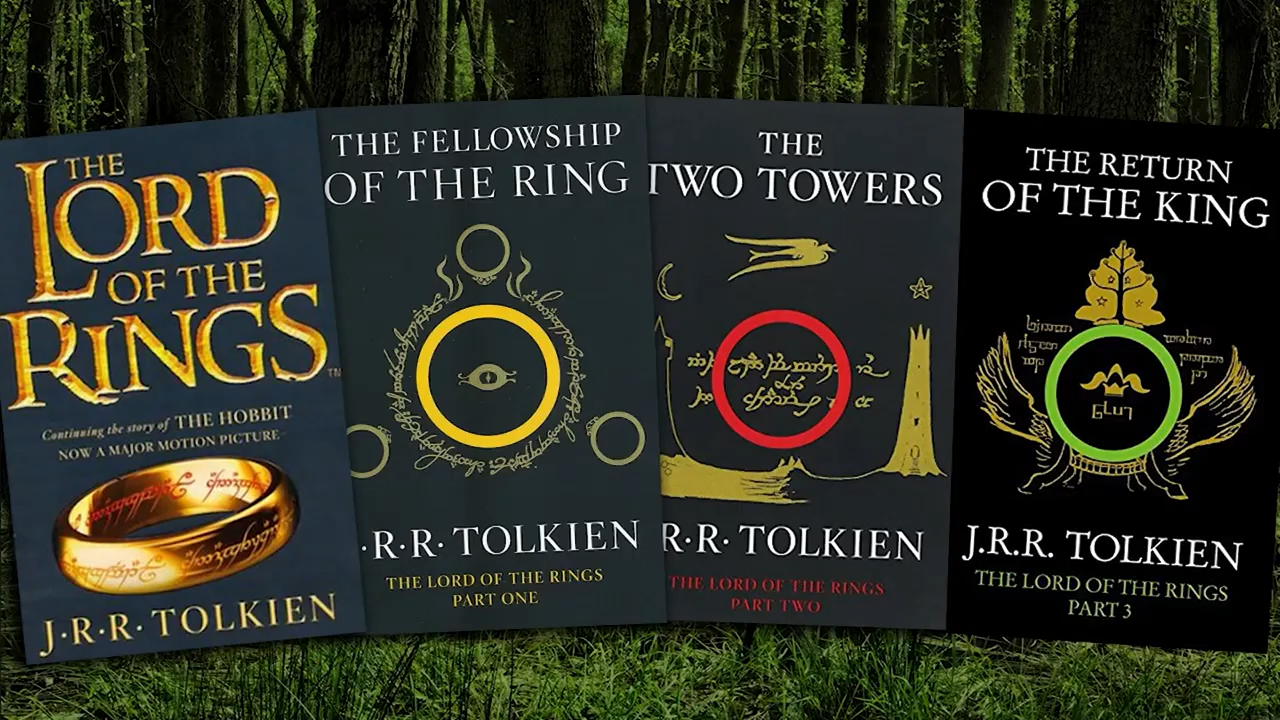 THE
LORD
OF THE
RINGS™
Continuing the story of THE HOBBIT
NOW A MAJOR MOTION PICTURE
J·R·R·TOLKIEN
THE FELLOWSHIP
OF THE RING
·R·R· TOLKIEN
THE LORD OF THE RINGS
PART ONE
THE
TWO TOWERS
R·R· TOLKIEN
THE LORD OF THE RINGS
PART TWO
THE RETURN
OF THE KING
J.R.R. TOLKIEN
THE LORD OF THE RINGS
PART 3